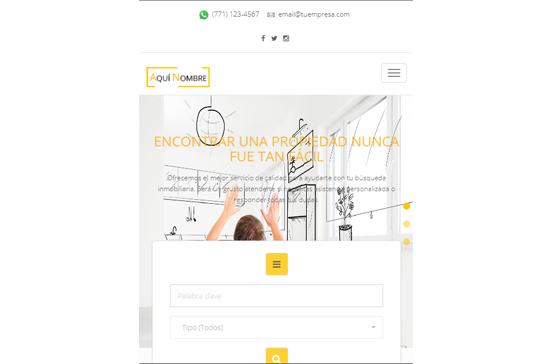 (771) 123-4567 email@tuempresa.com
AQUÍ NOMBRE
ENCONTRAR UNA PROPIEDAD NUNCA
FUE TAN FÁCIL
Ofrecemos el mejor servicio de calidad para ayudarte con tu búsqueda
inmobiliaria. Será un gusto atenderte si necesitas asistencia personalizada o
responder todas tus dudas.
Palabra clave
Tipo (Todos)